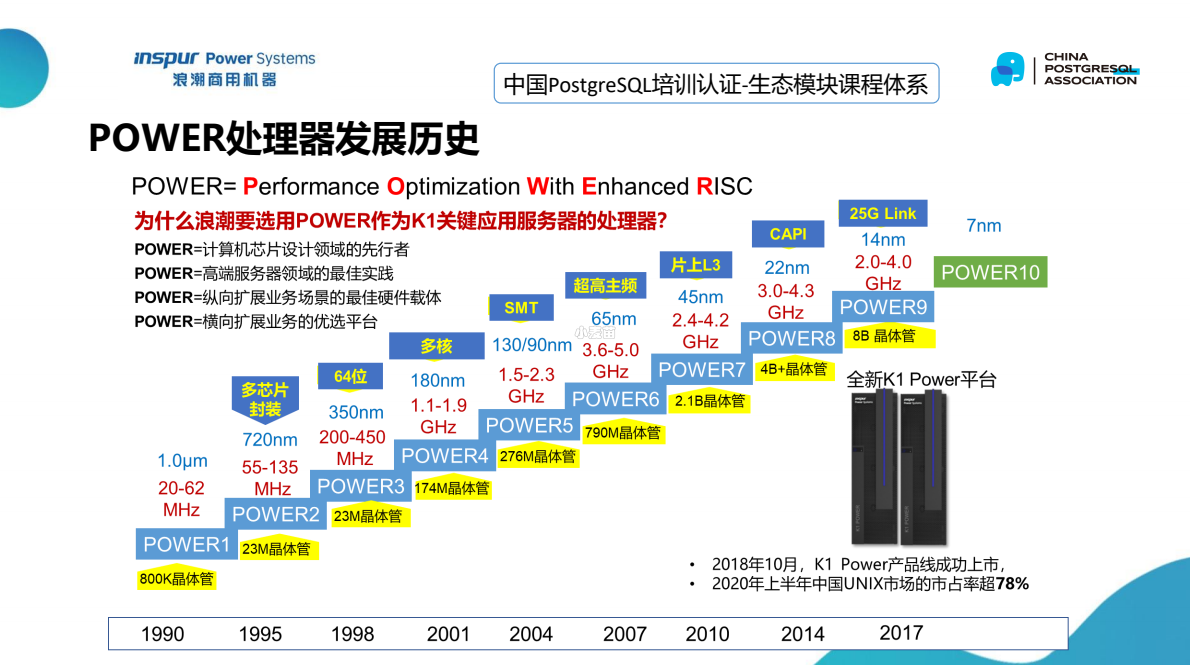 inspur Power Systems
浪潮商用机器
中国PostgreSQL培训认证-生态模块课程体系
CHINA
POSTGRESQL
ASSOCIATION
POWER处理器发展历史
POWER= Performance Optimization With Enhanced RISC
为什么浪潮要选用POWER作为K1关键应用服务器的处理器?
POWER=计算机芯片设计领域的先行者
POWER=高端服务器领域的最佳实践
POWER=纵向扩展业务场景的最佳硬件载体
POWER=横向扩展业务的优选平台
1.0μm
20-62
MHz
POWER1
800K晶体管
多芯片
封装
720nm
55-135
MHz
POWER2
23M晶体管
64位
350nm
200-450
MHz
POWER3
23M晶体管
多核
180nm
1.1-1.9
GHz
POWER4
174M晶体管
SMT
130/90nm
1.5-2.3
GHz
POWER5
276M晶体管
超高主频
65nm
3.6-5.0
GHz
POWER6
790M晶体管
片上L3
45nm
2.4-4.2
GHz
POWER7
2.1B晶体管
CAPI
22nm
3.0-4.3
GHz
POWER8
4B+晶体管
25G Link
14nm
2.0-4.0
GHz
POWER9
8B 晶体管
7nm
POWER10
全新K1 Power平台
inspur
inspur
K1 POWER
K1 POWER
• 2018年10月，K1 Power产品线成功上市，
• 2020年上半年中国UNIX市场的市占率超78%
1990 1995 1998 2001 2004 2007 2010 2014 2017